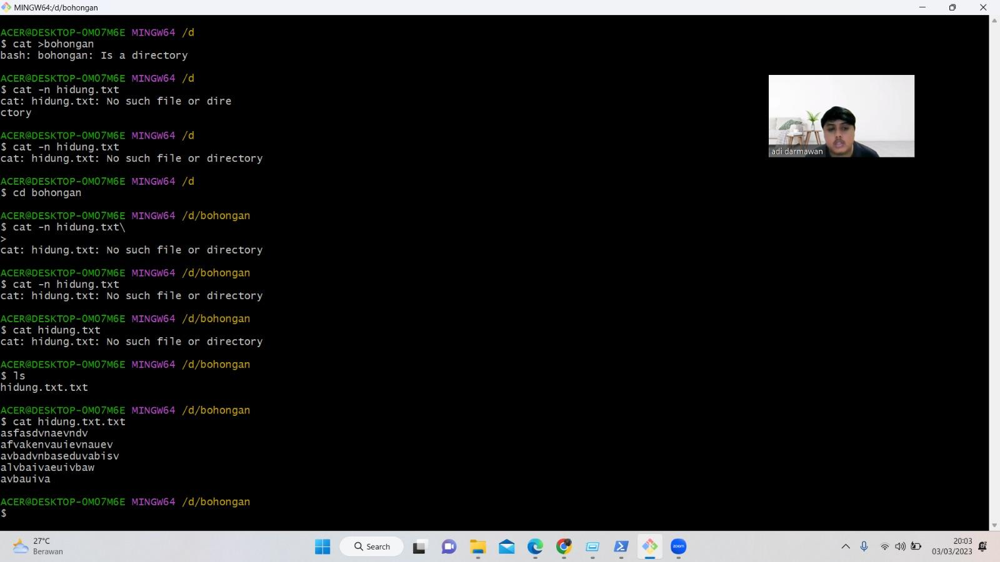 MINGW64:/d/bohongan
ACER@DESKTOP-0M07M6E MINGW64 /d
$ cat >bohongan
bash: bohongan: Is a directory
ACER@DESKTOP-0M07M6E MINGW64 /d
$ cat -n hidung.txt
cat: hidung.txt: No such file or dire
ctory
ACER@DESKTOP-0M07M6E MINGW64 /d
$ cat -n hidung.txt
cat: hidung.txt: No such file or directory
ACER@DESKTOP-0M07M6E MINGW64 /d
$ cd bohongan
ACER@DESKTOP-0M07M6E MINGW64 /d/bohongan
$ cat -n hidung.txt\
>
cat: hidung.txt: No such file or directory
ACER@DESKTOP-0M07M6E MINGW64 /d/bohongan
$ cat -n hidung.txt
cat: hidung.txt: No such file or directory
ACER@DESKTOP-0M07M6E MINGW64 /d/bohongan
$ cat hidung.txt
cat: hidung.txt: No such file or directory
ACER@DESKTOP-0M07M6E MINGW64 /d/bohongan
$ ls
hidung.txt.txt
ACER@DESKTOP-0M07M6E MINGW64 /d/bohongan
$ cat hidung.txt.txt
asfasdvnaevndv
afvakenvauievnauev
avbadvnbaseduvabisv
alvbaivaeuivbaw
avbauiva
ACER@DESKTOP-0M07M6E MINGW64 /d/bohongan
$
adi darmawan
27°C
Berawan
Search
zoom
20:03
03/03/2023